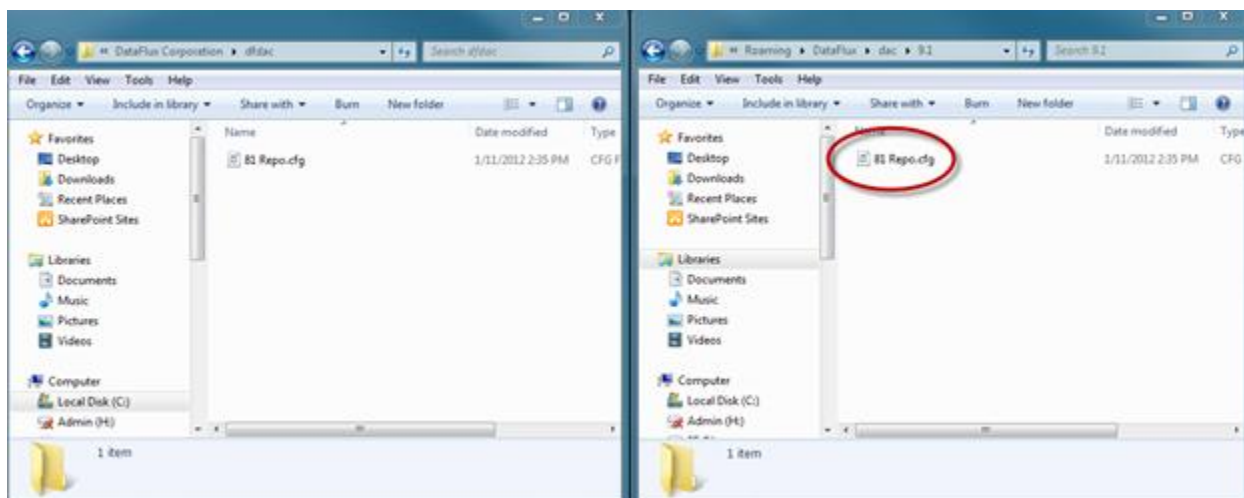 « DataFlux Corporation ▸ dfdac
Search dfdac
File Edit View Tools Help
Organize Include in library Share with Burn New folder
Favorites
Desktop
Downloads
Recent Places
SharePoint Sites
Libraries
Documents
Music
Pictures
Videos
Computer
Local Disk (C:)
Admin (H:)
Name Date modified Type
81 Repo.cfg 1/11/2012 2:35 PM CFG F
1 item
« Roaming ▸ DataFlux ▸ dac ▸ 9.1
Search 9.1
File Edit View Tools Help
Organize Include in library Share with Burn New folder
Favorites
Desktop
Downloads
Recent Places
SharePoint Sites
Libraries
Documents
Music
Pictures
Videos
Computer
Local Disk (C:)
Admin (H:)
Name Date modified Type
81 Repo.cfg 1/11/2012 2:35 PM CFG
1 item